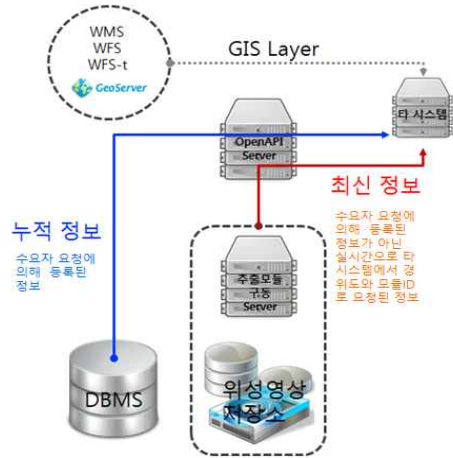 WMS
WFS
WFS-t
GeoServer
GIS Layer
타 시스템
OpenAPI
Server
최신 정보
수요자 요청에
의해 등록된
정보가 아닌
실시간으로 타
시스템에서 경
위도와 모듈ID
로 요청된 정보
누적 정보
수요자 요청에
의해 등록된
정보
추출모듈
구동
Server
DBMS
위성영상
저장소